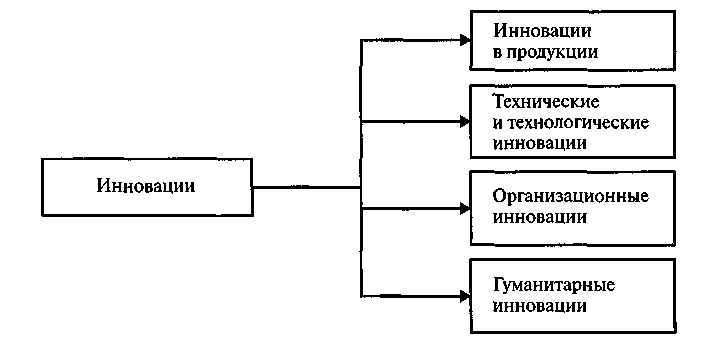 Инновации
Инновации
в продукции
Технические
и технологические
инновации
Организационные
инновации
Гуманитарные
инновации